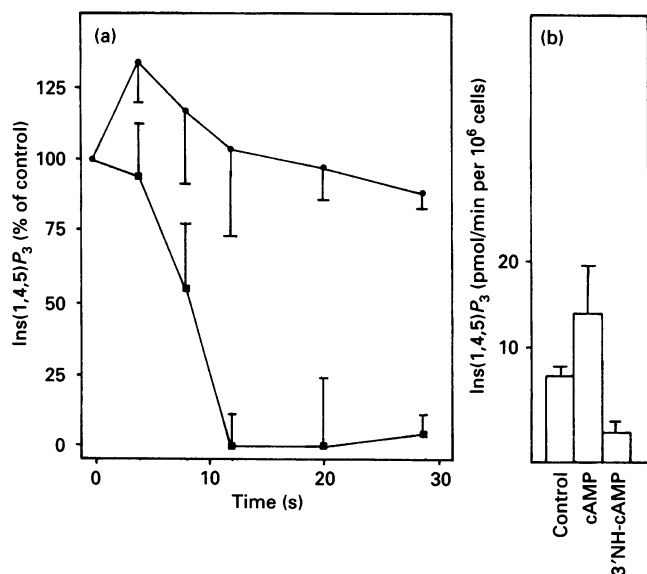 (a)
Ins(1,4,5)P3 (% of control)
125
100
75
50
25
0
0 10 20 30
Time (s)
(b)
Ins(1,4,5)P3 (pmol/min per 10^6 cells)
20
10
Control
cAMP
3'NH-cAMP